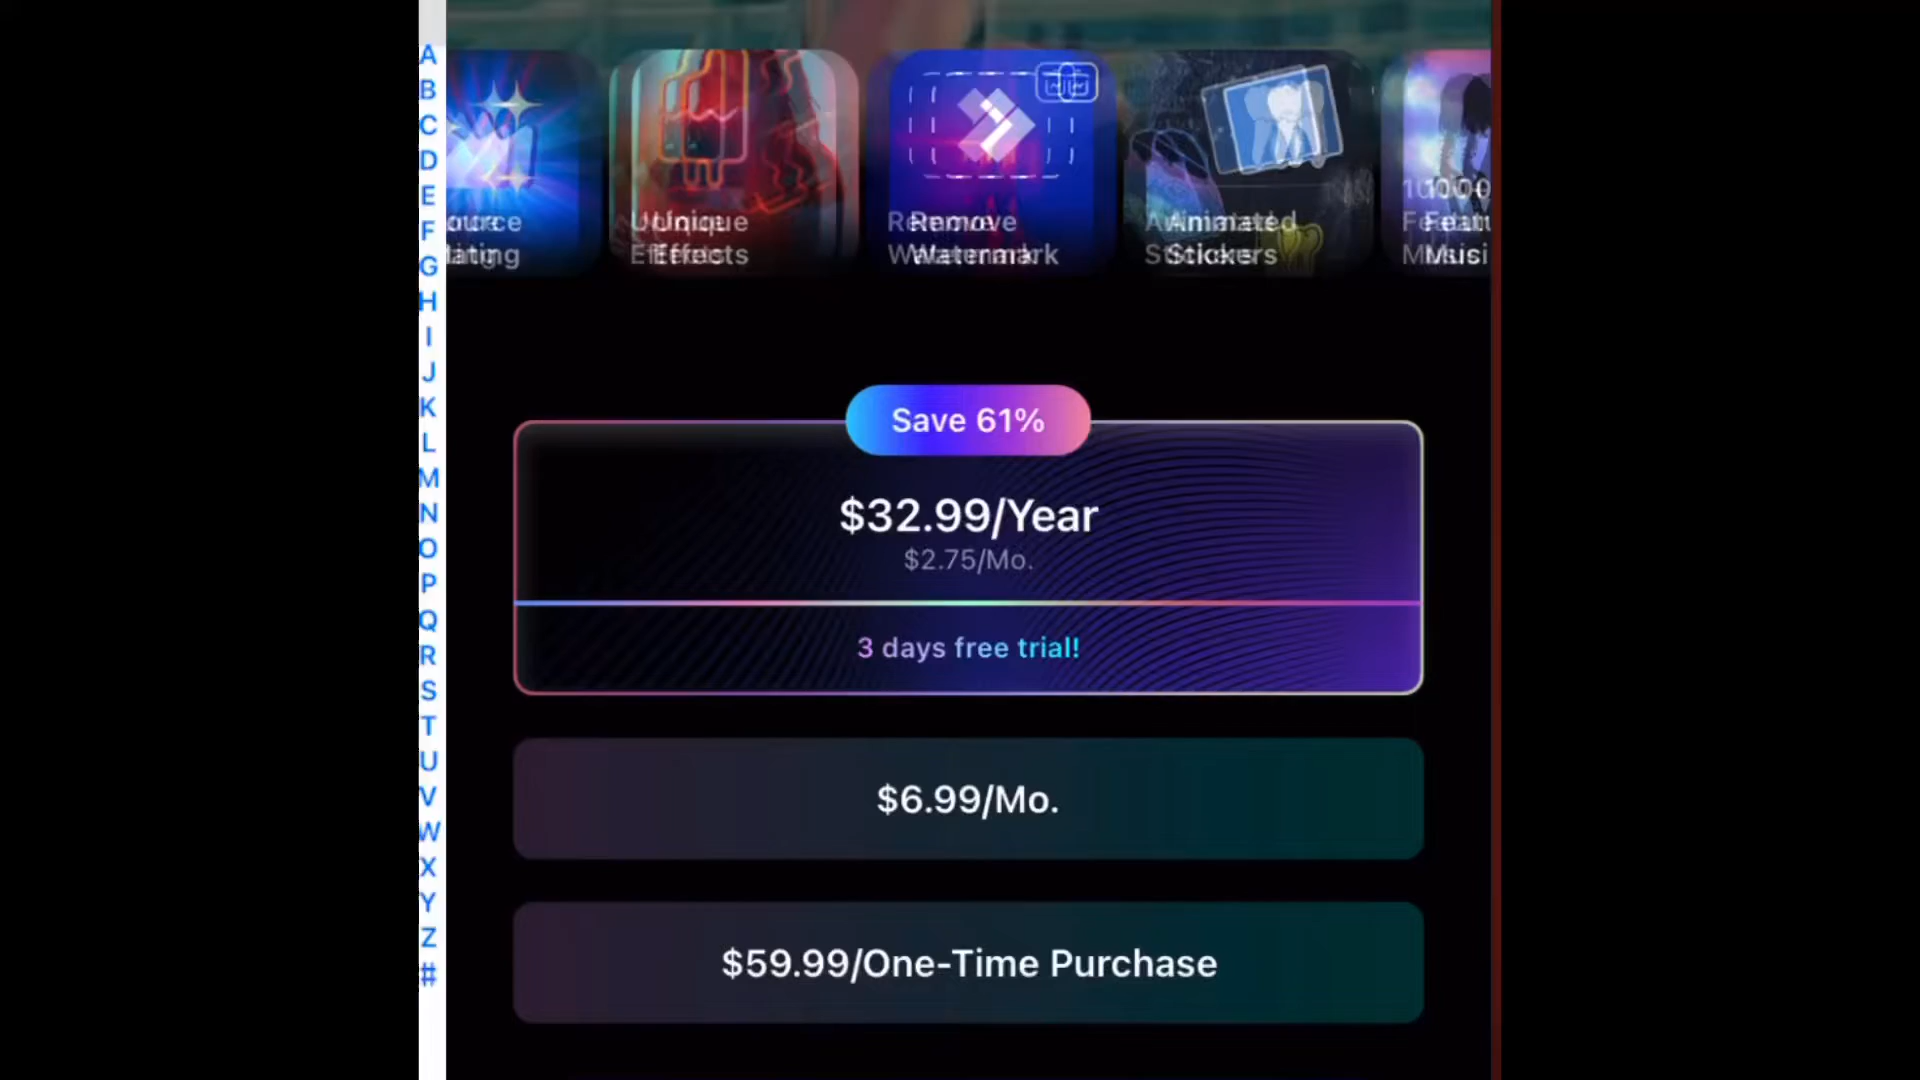 A
B
C
D
E
F
G
H
I
J
K
L
M
N
O
P
Q
R
S
T
U
V
W
X
Y
Z
#
Unique
Effects
Remove
Watermark
Animated
Stickers
Save 61%
$32.99/Year
$2.75/Mo.
3 days free trial!
$6.99/Mo.
$59.99/One-Time Purchase